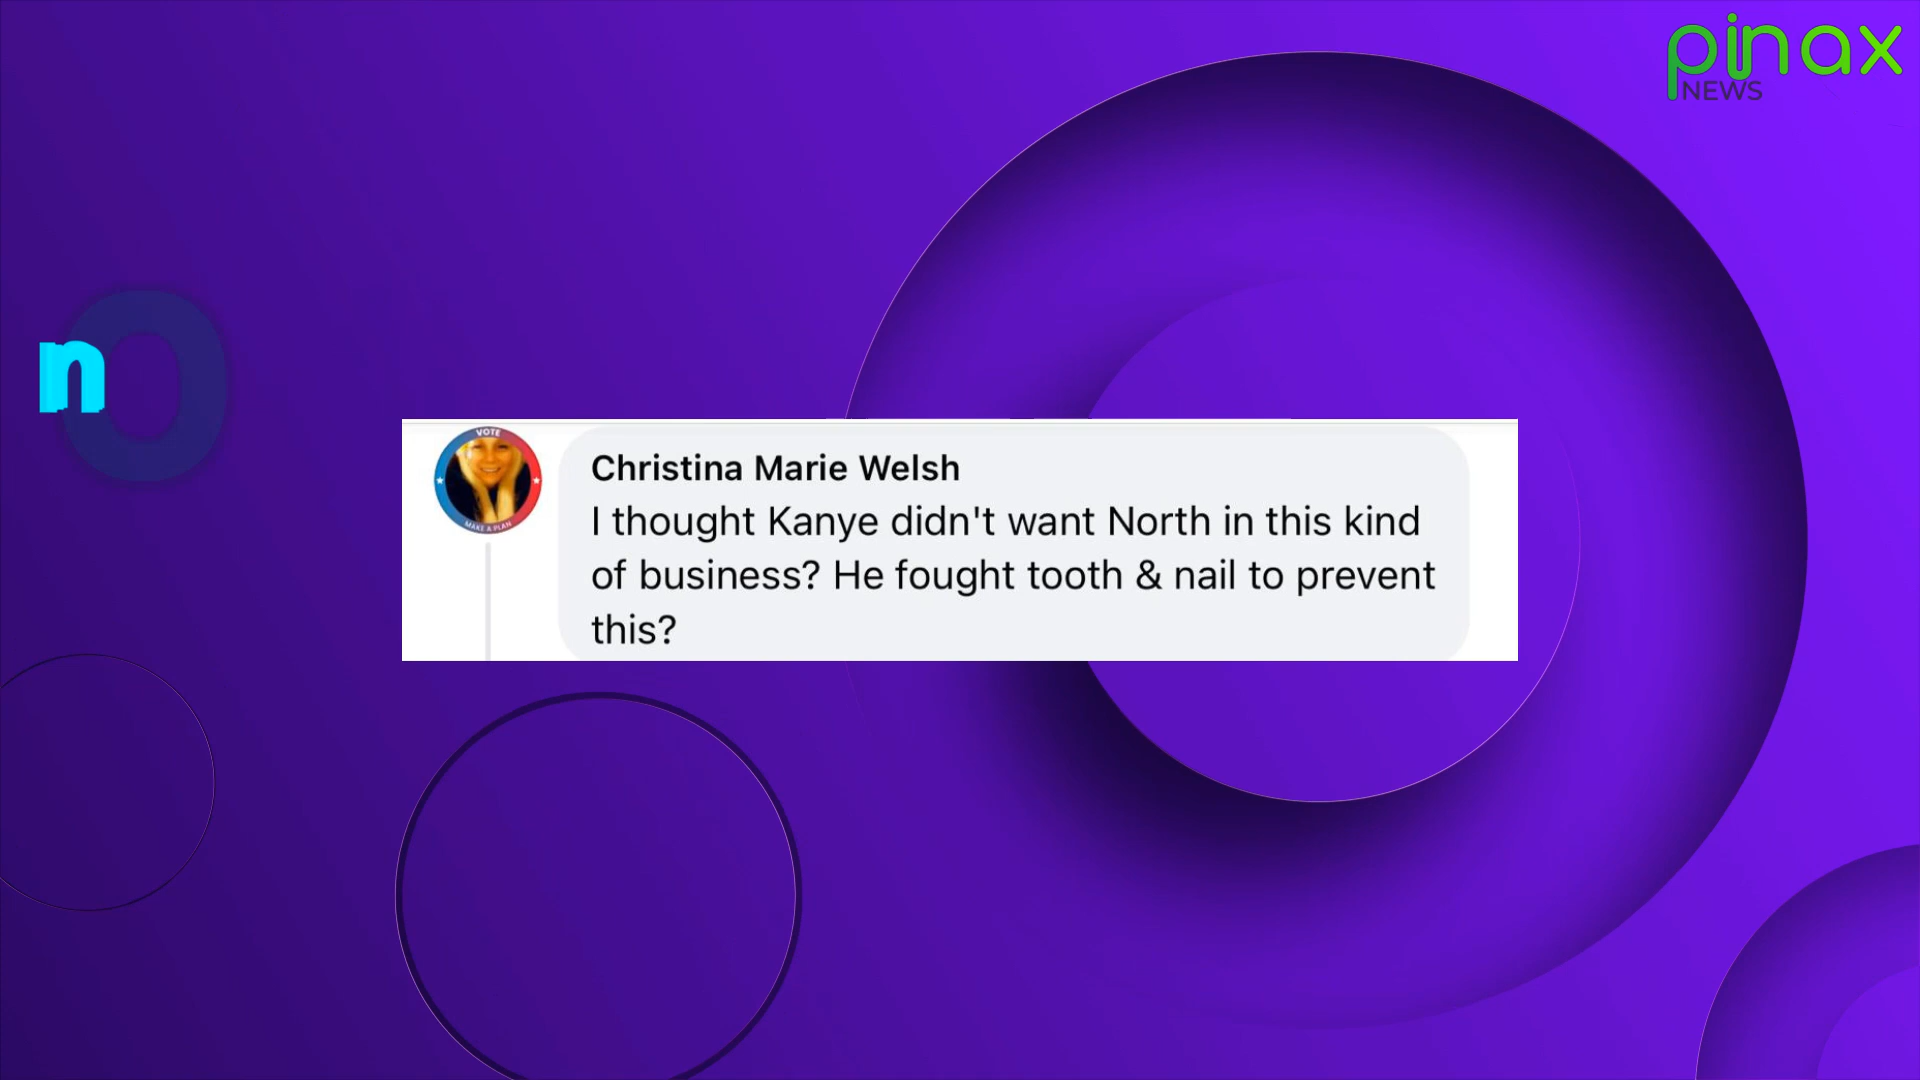 pinax
NEWS
n
O
VOTE
MAKE A PLAN
Christina Marie Welsh
I thought Kanye didn't want North in this kind
of business? He fought tooth & nail to prevent
this?